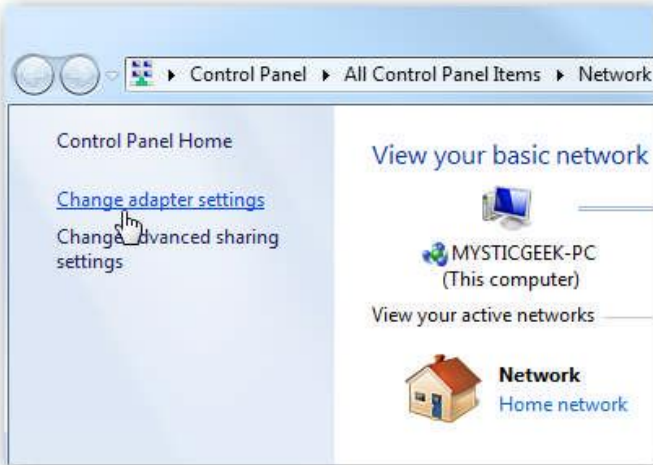 Control Panel ▸ All Control Panel Items ▸ Network
Control Panel Home
Change adapter settings
Change advanced sharing
settings
View your basic network
MYSTICGEEK-PC
(This computer)
View your active networks
Network
Home network